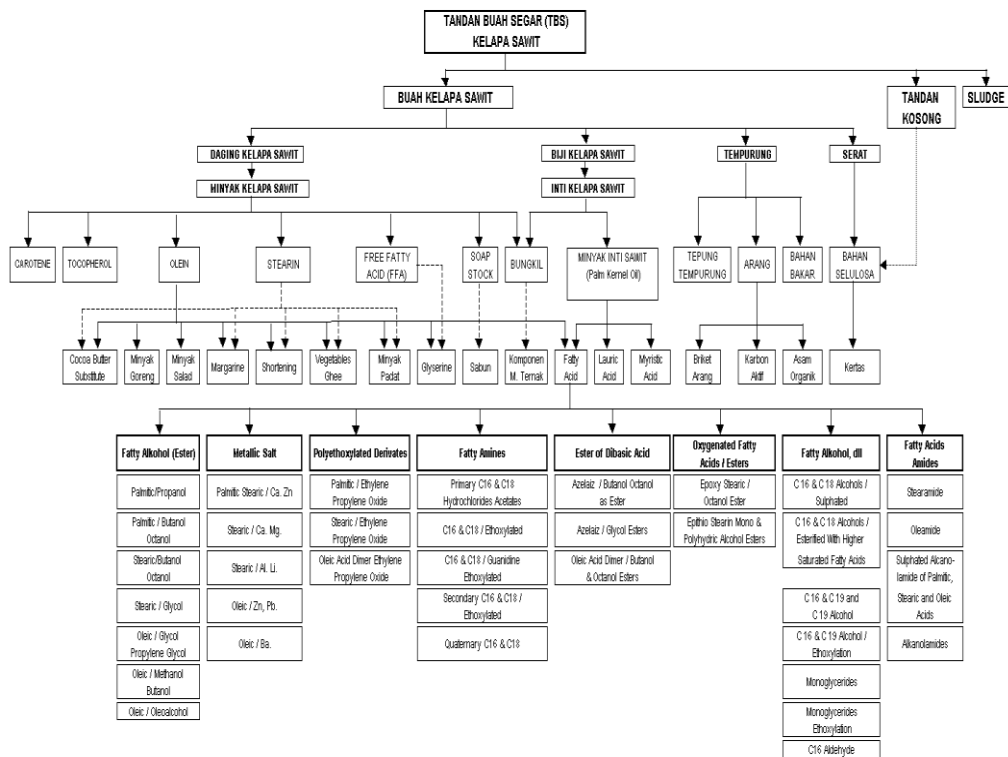 TANDAN BUAH SEGAR (TBS)
KELAPA SAWIT
BUAH KELAPA SAWIT
TANDAN
KOSONG
SLUDGE
DAGING KELAPA SAWIT
BIJI KELAPA SAWIT
TEMPURUNG
SERAT
MINYAK KELAPA SAWIT
INTI KELAPA SAWIT
CAROTENE
TOCOPHEROL
OLEIN
STEARIN
FREE FATTY
ACID (FFA)
SOAP
STOCK
BUNGKIL
MINYAK INTI SAWIT
(Palm Kernel Oil)
TEPUNG
TEMPURUNG
ARANG
BAHAN
BAKAR
BAHAN
SELULOSA
Cocoa Butter
Substitute
Minyak
Goreng
Minyak
Salad
Margarine
Shortening
Vegetables
Ghee
Minyak
Padat
Glyserine
Sabun
Komponen
M. Ternak
Fatty
Acid
Lauric
Acid
Myristic
Acid
Briket
Arang
Karbon
Aktif
Asam
Organik
Kertas
Fatty Alkohol (Ester)
Palmitic/Propanol
Palmitic / Butanol
Octanol
Stearic/Butanol
Octanol
Stearic / Glycol
Oleic / Glycol
Propylene Glycol
Oleic / Methanol
Butanol
Oleic / Oleoalcohol
Metallic Salt
Palmitic Stearic / Ca. Zn
Stearic / Ca. Mg.
Stearic / Al. Li.
Oleic / Zn, Pb.
Oleic / Ba.
Polyethoxylated Derivates
Palmitic / Ethylene
Propylene Oxide
Stearic / Ethylene
Propylene Oxide
Oleic Acid Dimer Ethylene
Propylene Oxide
Fatty Amines
Primary C16 & C18
Hydrochlorides Acetates
C16 & C18 / Ethoxylated
C16 & C18 / Guanidine
Ethoxylated
Secondary C16 & C18 /
Ethoxylated
Quaternary C16 & C18
Ester of Dibasic Acid
Azelaiz / Butanol Octanol
as Ester
Azelaiz / Glycol Esters
Oleic Acid Dimer / Butanol
& Octanol Esters
Oxygenated Fatty
Acids / Esters
Epoxy Stearic /
Octanol Ester
Epithio Stearin Mono &
Polyhydric Alcohol Esters
Fatty Alkohol, dll
C16 & C18 Alcohols /
Sulphated
C 16 & C18 Alcohols /
Esterified With Higher
Saturated Fatty Acids
C 16 & C19 and
C19 Alcohol
C16 & C19 Alcohol /
Ethoxylation
Monoglycerides
Monoglycerides
Ethoxylation
C16 Aldehyde
Fatty Acids
Amides
Stearamide
Oleamide
Sulphated Alcano-
lamide of Palmitic,
Stearic and Oleic
Acids
Alkanolamides